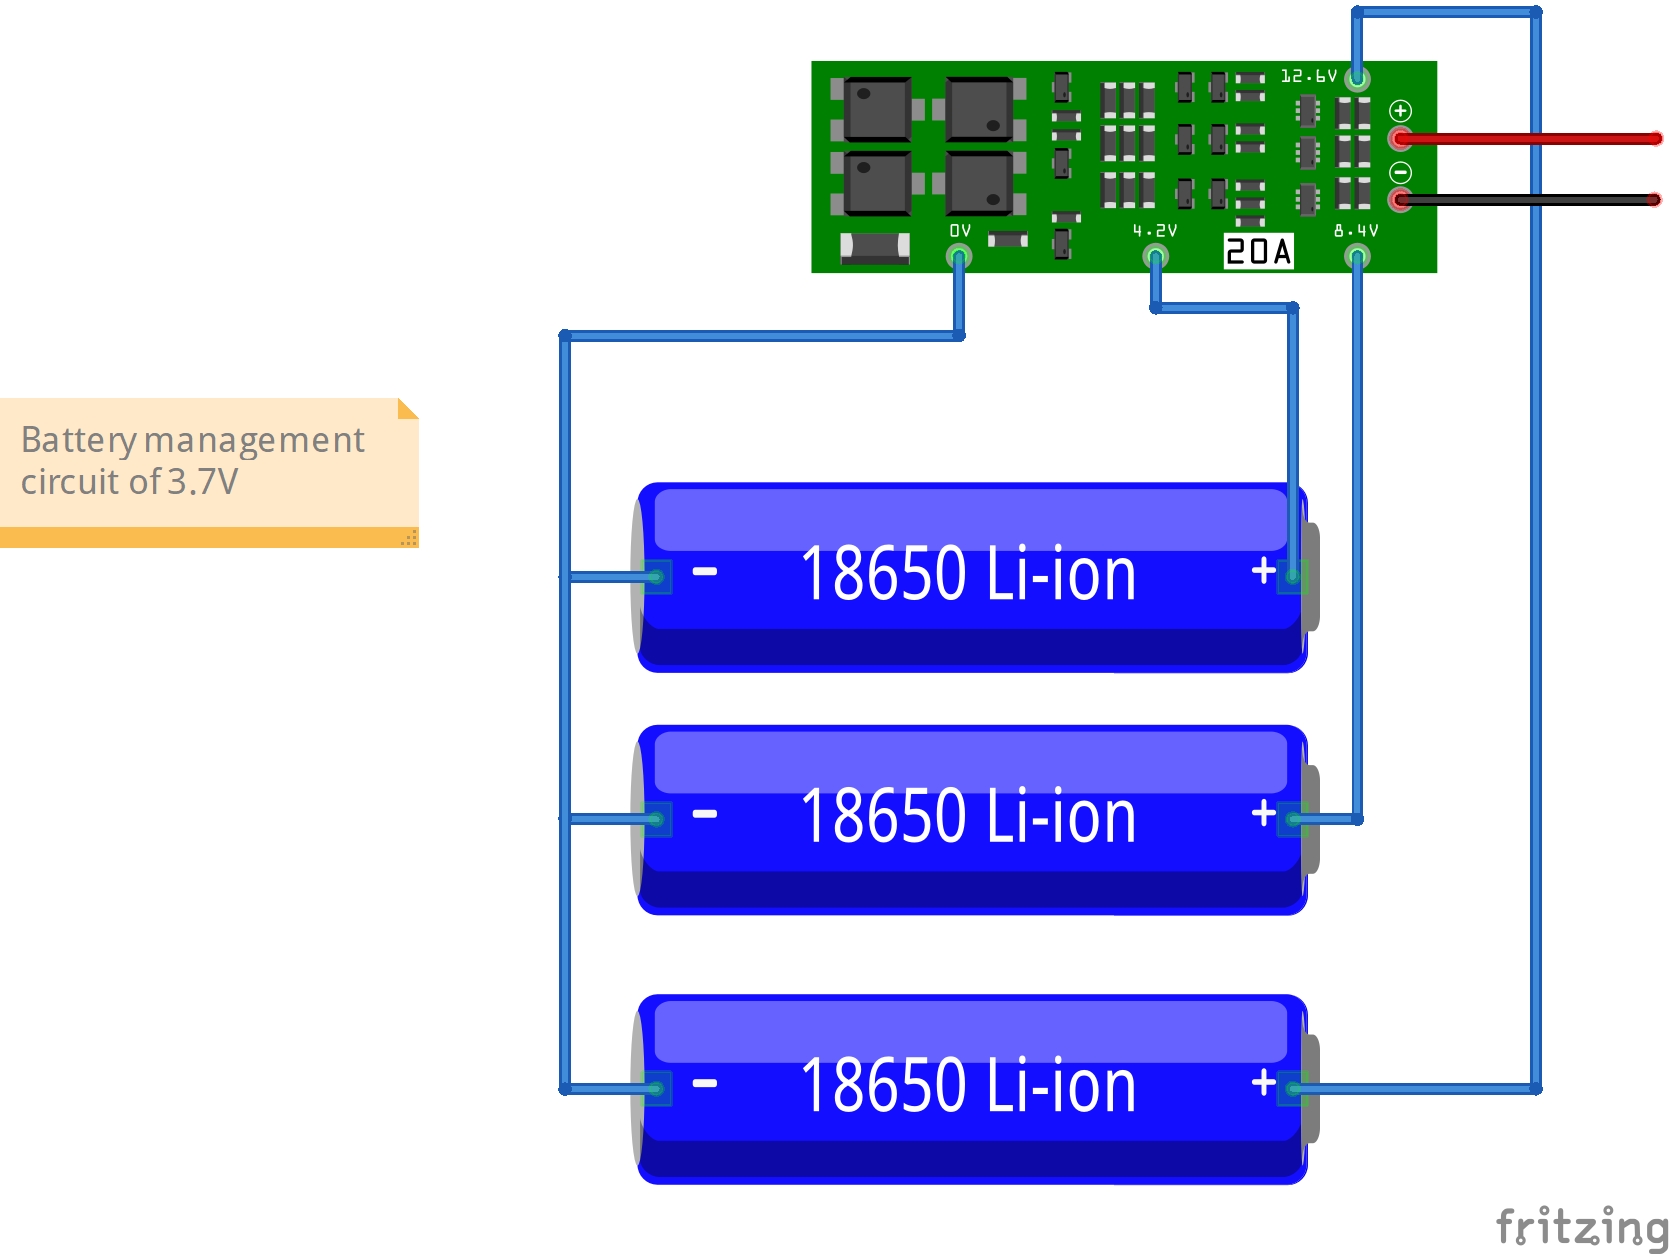 12.6V
+
-
0V
4.2V
20A
8.4V
Battery management
circuit of 3.7V
- 18650 Li-ion +
- 18650 Li-ion +
- 18650 Li-ion +
fritzing